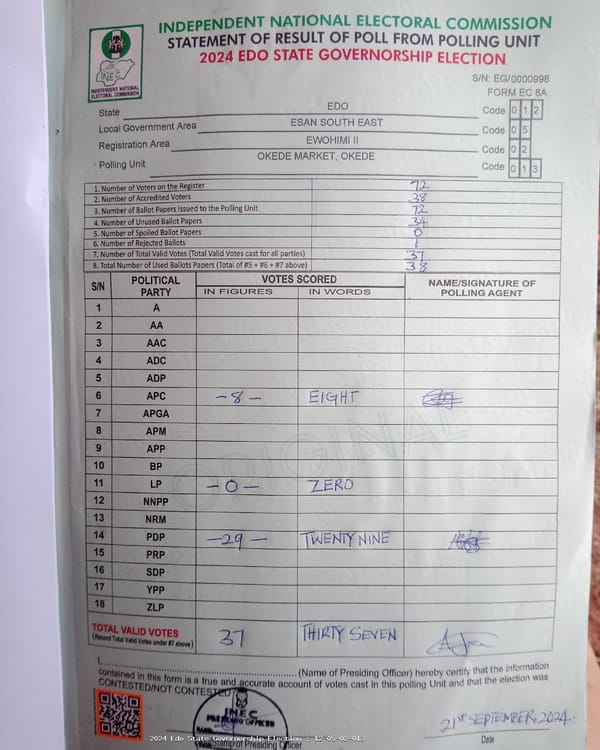 INDEPENDENT NATIONAL ELECTORAL COMMISSION
STATEMENT OF RESULT OF POLL FROM POLLING UNIT
2024 EDO STATE GOVERNORSHIP ELECTION
INEC
INDEPENDENT NATIONAL
ELECTORAL COMMISSION
S/N: EG/0000998
FORM EC 8A
State EDO Code 0 1 2
Local Government Area ESAN SOUTH EAST Code 0 5
Registration Area EWOHIMI II Code 0 2
Polling Unit OKEDE MARKET, OKEDE Code 0 1 3
1. Number of Voters on the Register 72
2. Number of Accredited Voters 38
3. Number of Ballot Papers Issued to the Polling Unit 72
4. Number of Unused Ballot Papers 34
5. Number of Spoiled Ballot Papers 0
6. Number of Rejected Ballots 1
7. Number of Total Valid Votes (Total Valid Votes cast for all parties) 37
8. Total Number of Used Ballots Papers (Total of #5 + #6 + #7 above) 38
S/N POLITICAL PARTY VOTES SCORED NAME/SIGNATURE OF POLLING AGENT
IN FIGURES IN WORDS
1 A
2 AA
3 AAC
4 ADC
5 ADP
6 APC -8- EIGHT
7 APGA
8 APM
9 APP
10 BP
11 LP -0- ZERO
12 NNPP
13 NRM
14 PDP -29- TWENTY NINE
15 PRP
16 SDP
17 YPP
18 ZLP
ORIGINAL
TOTAL VALID VOTES 37 THIRTY SEVEN
(Record Total Valid Votes under #7 above)
I, (Name of Presiding Officer) hereby certify that the information
contained in this form is a true and accurate account of votes cast in this polling Unit and that the election was
CONTESTED/NOT CONTESTED
INEC
PRESIDING OFFICER
21ST SEPTEMBER, 2024.
Stamp of Presiding Officer Date
2024 Edo State Governorship Election - 12-05-02-013